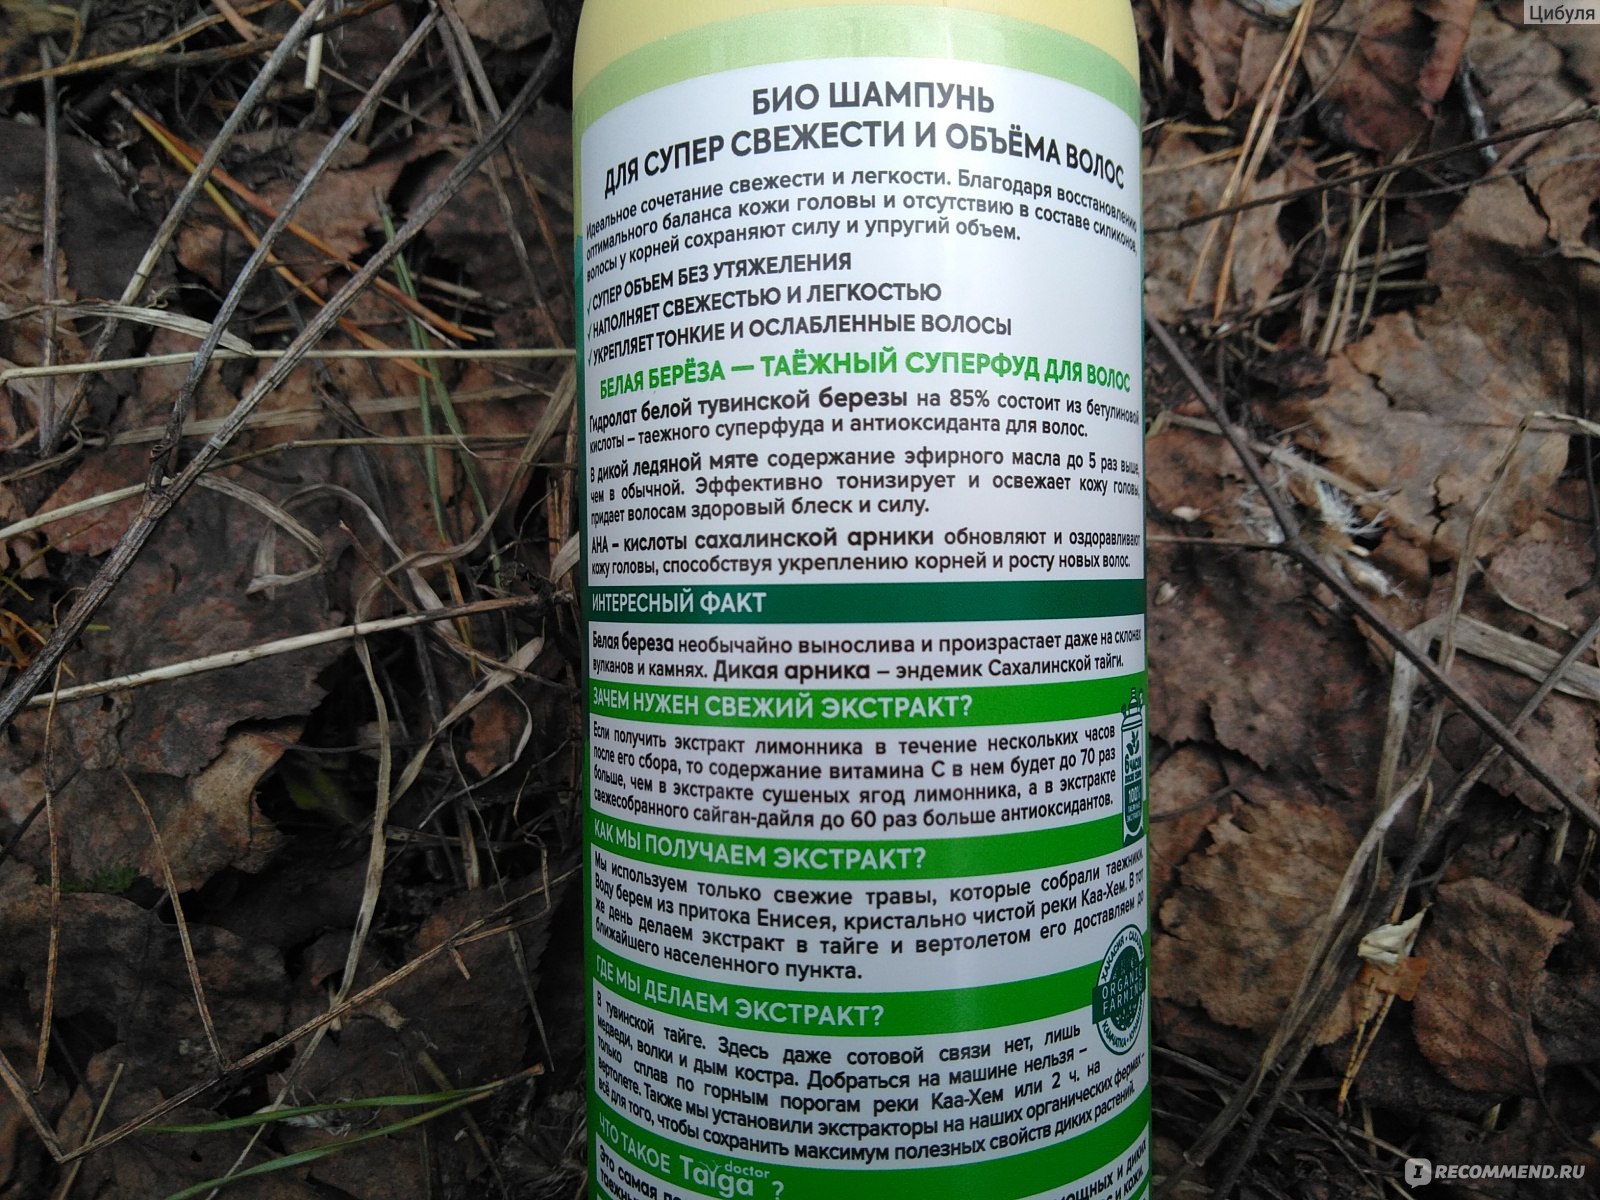 Цибуля
БИО ШАМПУНЬ
ДЛЯ СУПЕР СВЕЖЕСТИ И ОБЪЁМА ВОЛОС
Идеальное сочетание свежести и легкости. Благодаря восстановлению
оптимального баланса кожи головы и отсутствию в составе силиконов,
волосы у корней сохраняют силу и упругий объем.
✓СУПЕР ОБЪЕМ БЕЗ УТЯЖЕЛЕНИЯ
✓НАПОЛНЯЕТ СВЕЖЕСТЬЮ И ЛЕГКОСТЬЮ
✓УКРЕПЛЯЕТ ТОНКИЕ И ОСЛАБЛЕННЫЕ ВОЛОСЫ
БЕЛАЯ БЕРЁЗА — ТАЁЖНЫЙ СУПЕРФУД ДЛЯ ВОЛОС
Гидролат белой тувинской березы на 85% состоит из бетулиновой
кислоты – таежного суперфуда и антиоксиданта для волос.
В дикой ледяной мяте содержание эфирного масла до 5 раз выше,
чем в обычной. Эффективно тонизирует и освежает кожу головы,
придает волосам здоровый блеск и силу.
АНА – кислоты сахалинской арники обновляют и оздоравливают
кожу головы, способствуя укреплению корней и росту новых волос.
ИНТЕРЕСНЫЙ ФАКТ
Белая береза необычайно вынослива и произрастает даже на склонах
вулканов и камнях. Дикая арника – эндемик Сахалинской тайги.
ЗАЧЕМ НУЖЕН СВЕЖИЙ ЭКСТРАКТ?
Если получить экстракт лимонника в течение нескольких часов
после его сбора, то содержание витамина С в нем будет до 70 раз
больше, чем в экстракте сушеных ягод лимонника, а в экстракте
свежесобранного сайган-дайля до 60 раз больше антиоксидантов.
100%
КАК МЫ ПОЛУЧАЕМ ЭКСТРАКТ?
Мы используем только свежие травы, которые собрали таежники.
Воду берем из притока Енисея, кристально чистой реки Каа-Хем. В тот
же день делаем экстракт в тайге и вертолетом его доставляем до
ближайшего населенного пункта.
ORGANIC
FARMING
ГДЕ МЫ ДЕЛАЕМ ЭКСТРАКТ?
В тувинской тайге. Здесь даже сотовой связи нет, лишь
медведи, волки и дым костра. Добраться на машине нельзя –
только сплав по горным порогам реки Каа-Хем или 2 ч. на
вертолете. Также мы установили экстракторы на наших органических фермах –
всё для того, чтобы сохранить максимум полезных свойств диких растений.
ЧТО ТАКОЕ doctor Taiga?
Это самая
и диких
и кожи.
IRECOMMEND.RU